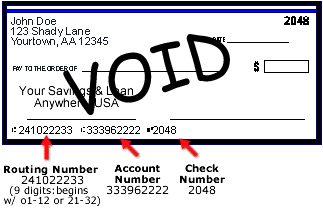 John Doe
2048
123 Shady Lane
Yourtown, AA 12345
DATE
PAY TO THE ORDER OF
$
VOID
Your Savings & Loan
Anywhere, USA
⑆241022233 ⑆333962222 ⑈2048
Routing Number
241022233
(9 digits:begins
w/ 01-12 or 21-32)
Account
Number
333962222
Check
Number
2048